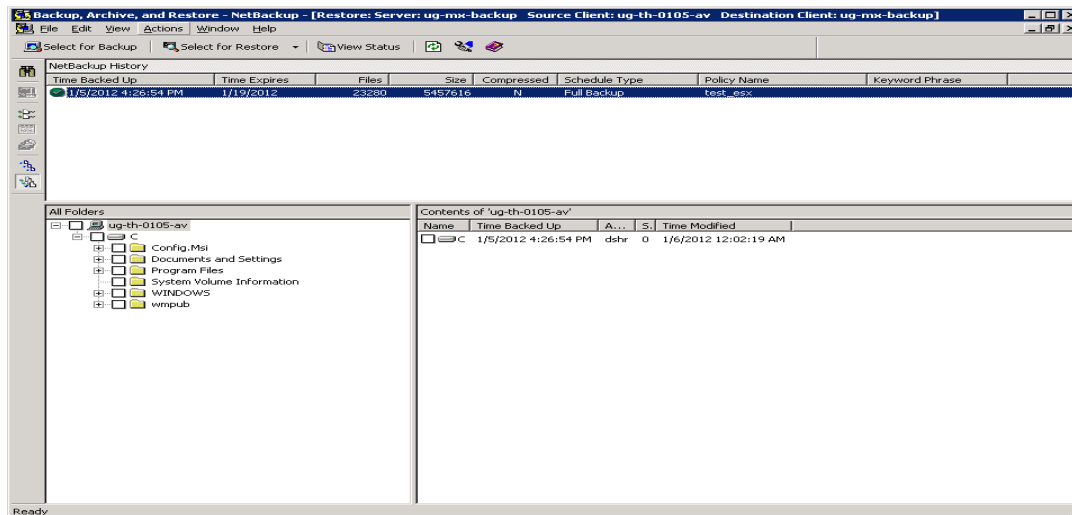 Backup, Archive, and Restore - NetBackup - [Restore: Server: ug-mx-backup Source Client: ug-th-0105-av Destination Client: ug-mx-backup]
File Edit View Actions Window Help
Select for Backup Select for Restore View Status
NetBackup History
Time Backed Up Time Expires Files Size Compressed Schedule Type Policy Name Keyword Phrase
1/5/2012 4:26:54 PM 1/19/2012 23280 5457616 N Full Backup test_esx
All Folders
ug-th-0105-av
C
Config.Msi
Documents and Settings
Program Files
System Volume Information
WINDOWS
wmpub
Contents of 'ug-th-0105-av'
Name Time Backed Up A... S. Time Modified
C 1/5/2012 4:26:54 PM dshr 0 1/6/2012 12:02:19 AM
Ready